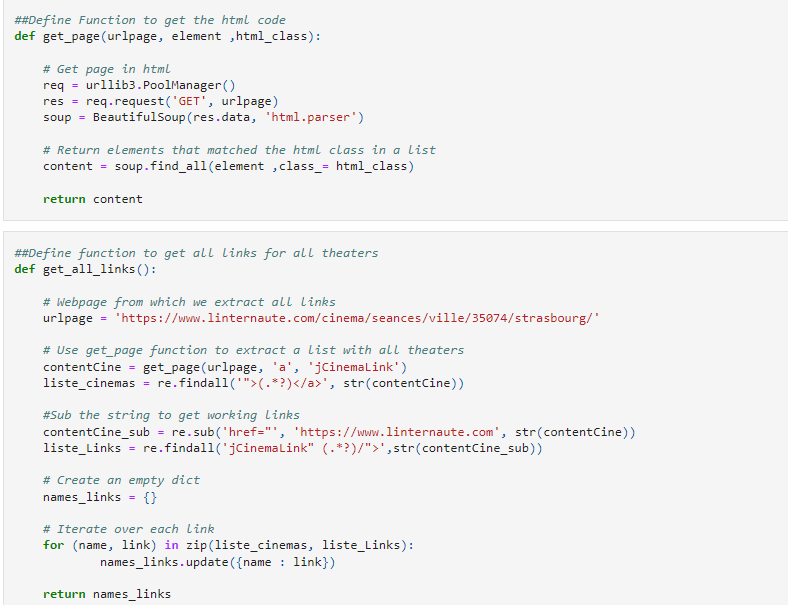 ##Define Function to get the html code
def get_page(urlpage, element ,html_class):
# Get page in html
req = urllib3.PoolManager()
res = req.request('GET', urlpage)
soup = BeautifulSoup(res.data, 'html.parser')
# Return elements that matched the html class in a list
content = soup.find_all(element ,class_= html_class)
return content
##Define function to get all links for all theaters
def get_all_links():
# Webpage from which we extract all links
urlpage = 'https://www.linternaute.com/cinema/seances/ville/35074/strasbourg/'
# Use get_page function to extract a list with all theaters
contentCine = get_page(urlpage, 'a', 'jCinemaLink')
liste_cinemas = re.findall('">(.*?)</a>', str(contentCine))
#Sub the string to get working links
contentCine_sub = re.sub('href="', 'https://www.linternaute.com', str(contentCine))
liste_Links = re.findall('jCinemaLink" (.*?)/">',str(contentCine_sub))
# Create an empty dict
names_links = {}
# Iterate over each link
for (name, link) in zip(liste_cinemas, liste_Links):
names_links.update({name : link})
return names_links